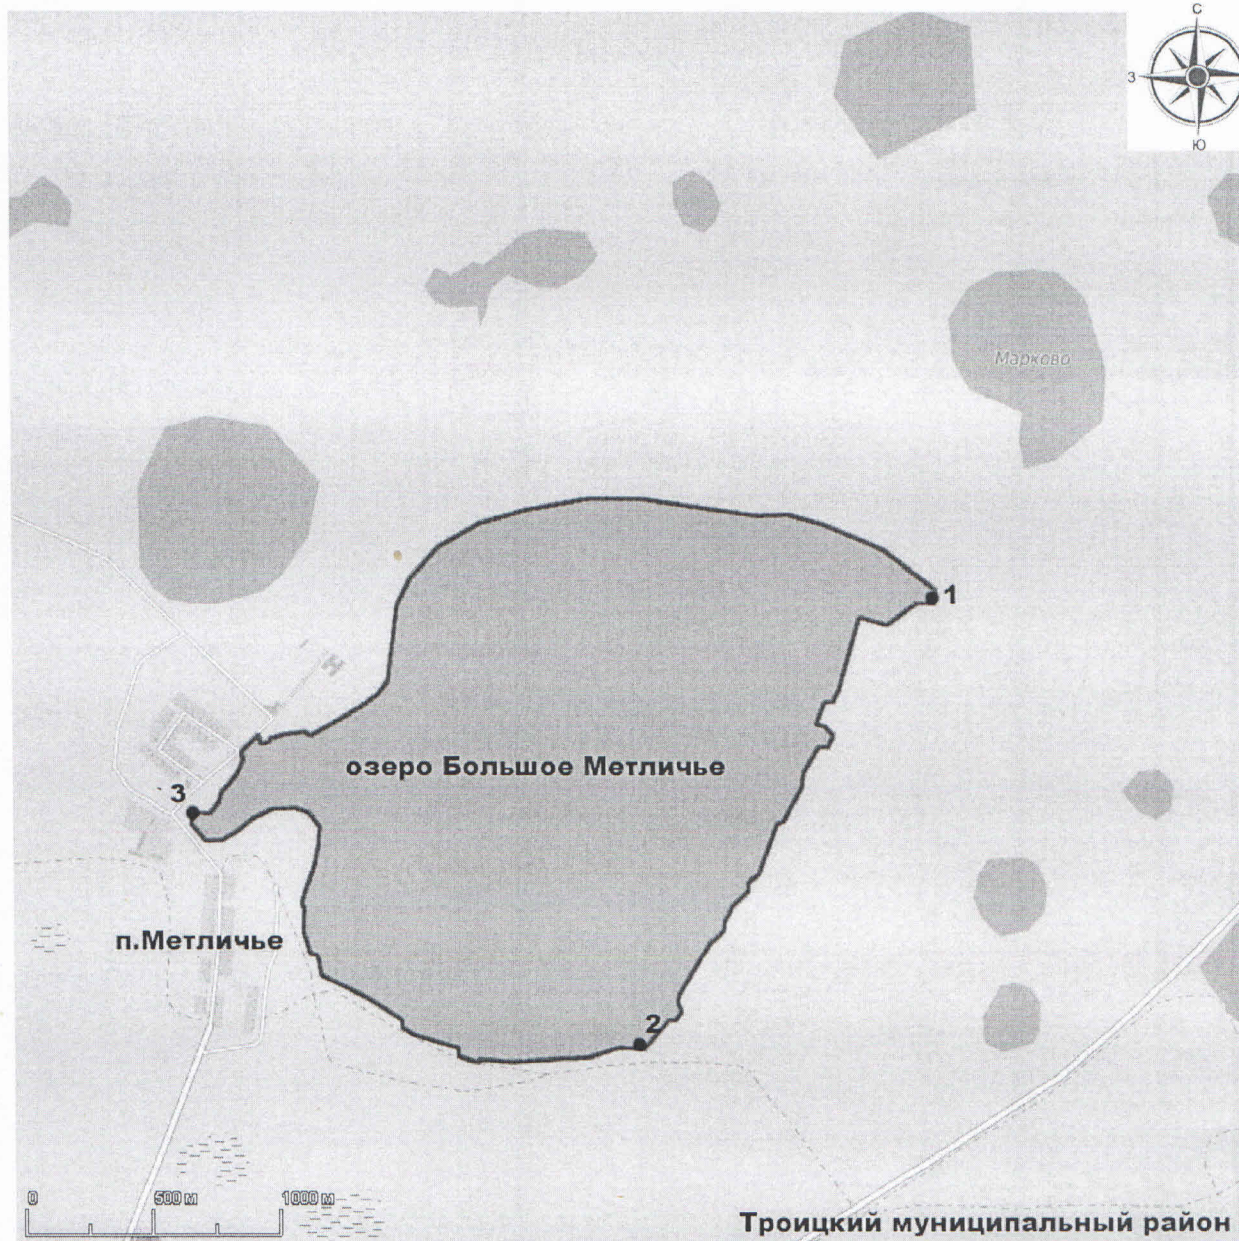 С
З
Ю
Марково
1
озеро Большое Метличье
3
п.Метличье
2
0 500 м 1000 м
Троицкий муниципальный район